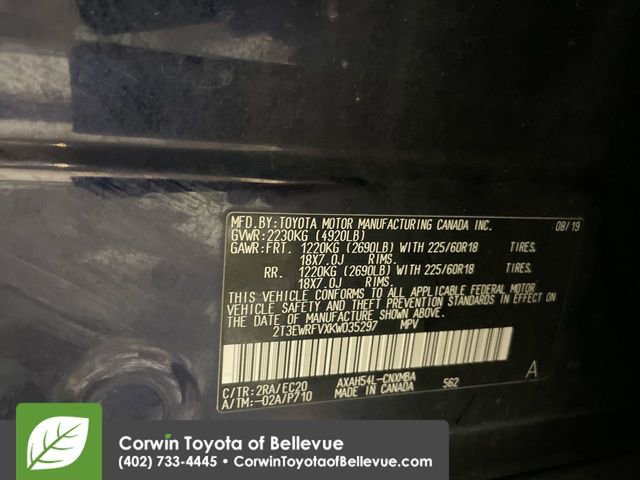 MFD.BY:TOYOTA MOTOR MANUFACTURING CANADA INC. 08/19
GVWR:2230KG (4920LB)
GAWR:FRT. 1220KG (2690LB) WITH 225/60R18 TIRES.
18X7.0J RIMS.
RR. 1220KG (2690LB) WITH 225/60R18 TIRES.
18X7.0J RIMS.
THIS VEHICLE CONFORMS TO ALL APPLICABLE FEDERAL MOTOR
VEHICLE SAFETY AND THEFT PREVENTION STANDARDS IN EFFECT ON
THE DATE OF MANUFACTURE SHOWN ABOVE.
2T3EWRFVXKW035297 MPV
A
C/TR:2RA/EC20 AXAH54L-CNXMBA 562
A/TM:-02A/P710 MADE IN CANADA
Corwin Toyota of Bellevue
(402) 733-4445 • CorwinToyotaofBellevue.com